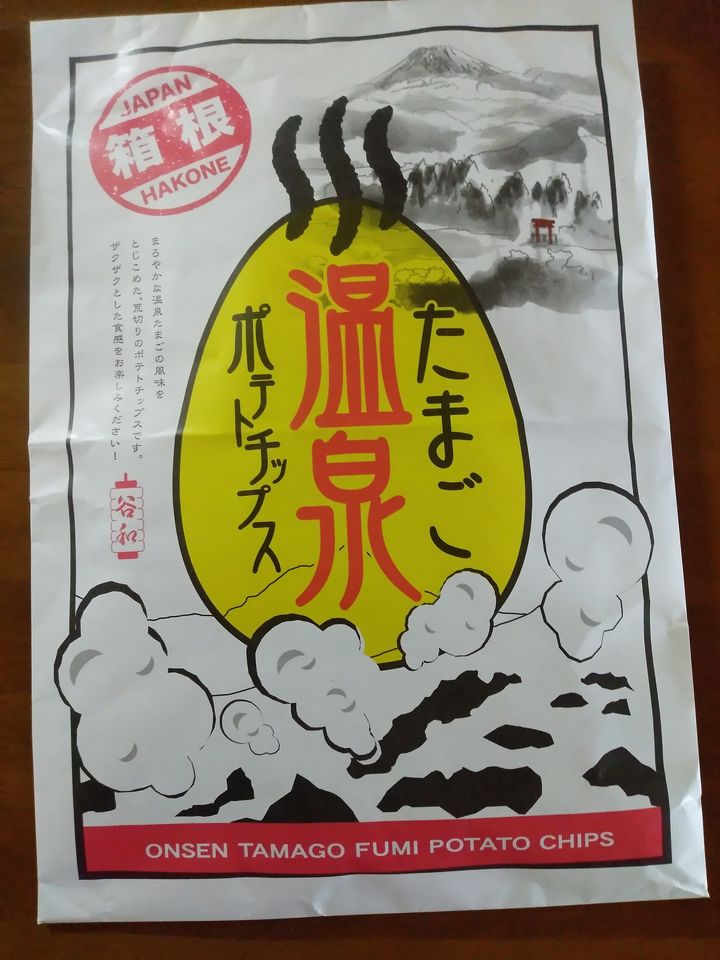 JAPAN
箱根
HAKONE
たまご
温泉
ポテトチップス
まろやかな温泉たまごの風味を
とじこめた、荒切りのポテトチップスです。
ザクザクとした食感をお楽しみください！
谷和
ONSEN TAMAGO FUMI POTATO CHIPS